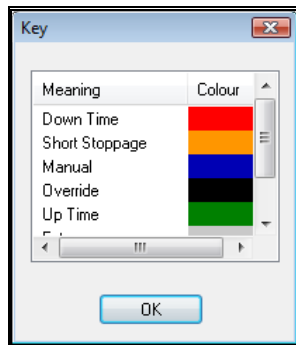 Key
Meaning Colour
Down Time
Short Stoppage
Manual
Override
Up Time
OK